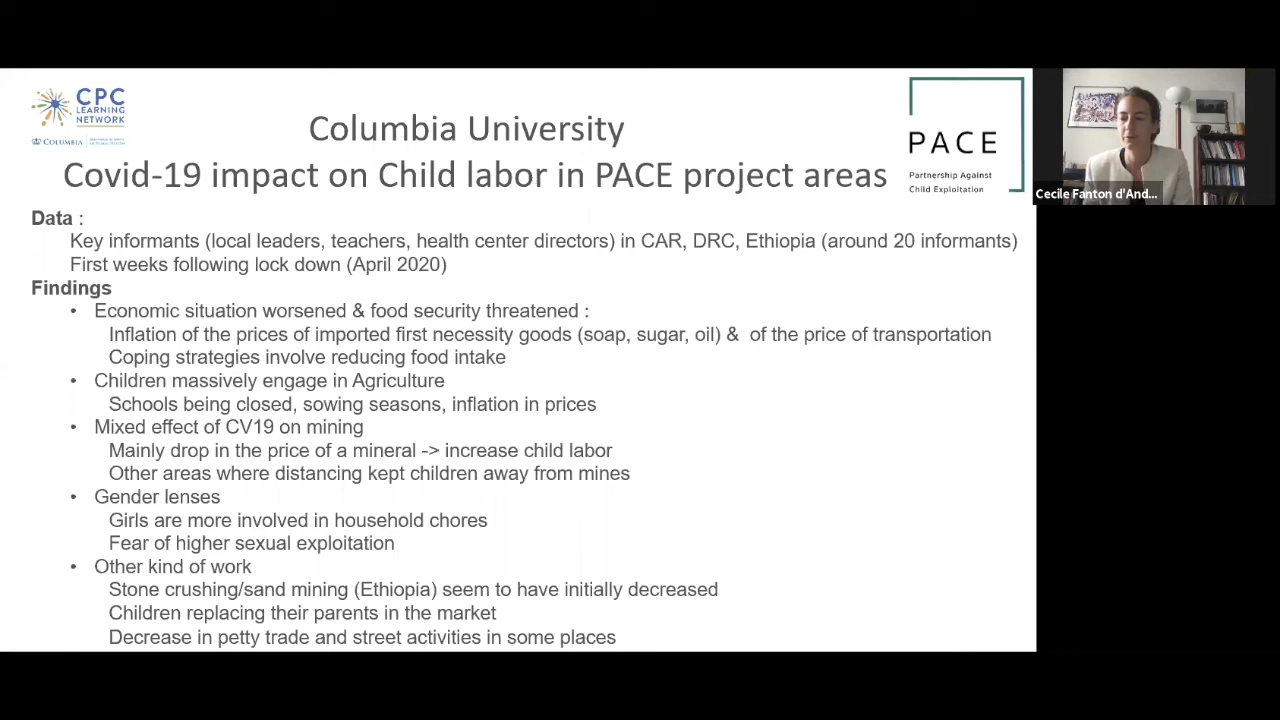 CPC
LEARNING
NETWORK
COLUMBIA
Columbia University
Covid-19 impact on Child labor in PACE project areas
PACE
Partnership Against
Child Exploitation
Cecile Fanton d'And...
Data :
Key informants (local leaders, teachers, health center directors) in CAR, DRC, Ethiopia (around 20 informants)
First weeks following lock down (April 2020)
Findings
• Economic situation worsened & food security threatened :
Inflation of the prices of imported first necessity goods (soap, sugar, oil) & of the price of transportation
Coping strategies involve reducing food intake
• Children massively engage in Agriculture
Schools being closed, sowing seasons, inflation in prices
• Mixed effect of CV19 on mining
Mainly drop in the price of a mineral -> increase child labor
Other areas where distancing kept children away from mines
• Gender lenses
Girls are more involved in household chores
Fear of higher sexual exploitation
• Other kind of work
Stone crushing/sand mining (Ethiopia) seem to have initially decreased
Children replacing their parents in the market
Decrease in petty trade and street activities in some places